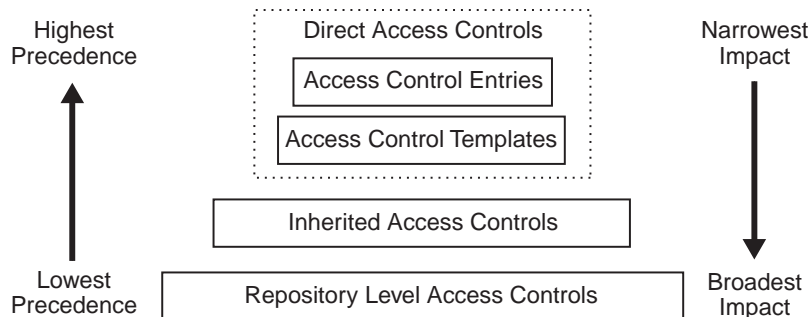 Highest
Precedence
Direct Access Controls
Narrowest
Impact
Access Control Entries
Access Control Templates
Inherited Access Controls
Lowest
Precedence
Repository Level Access Controls
Broadest
Impact